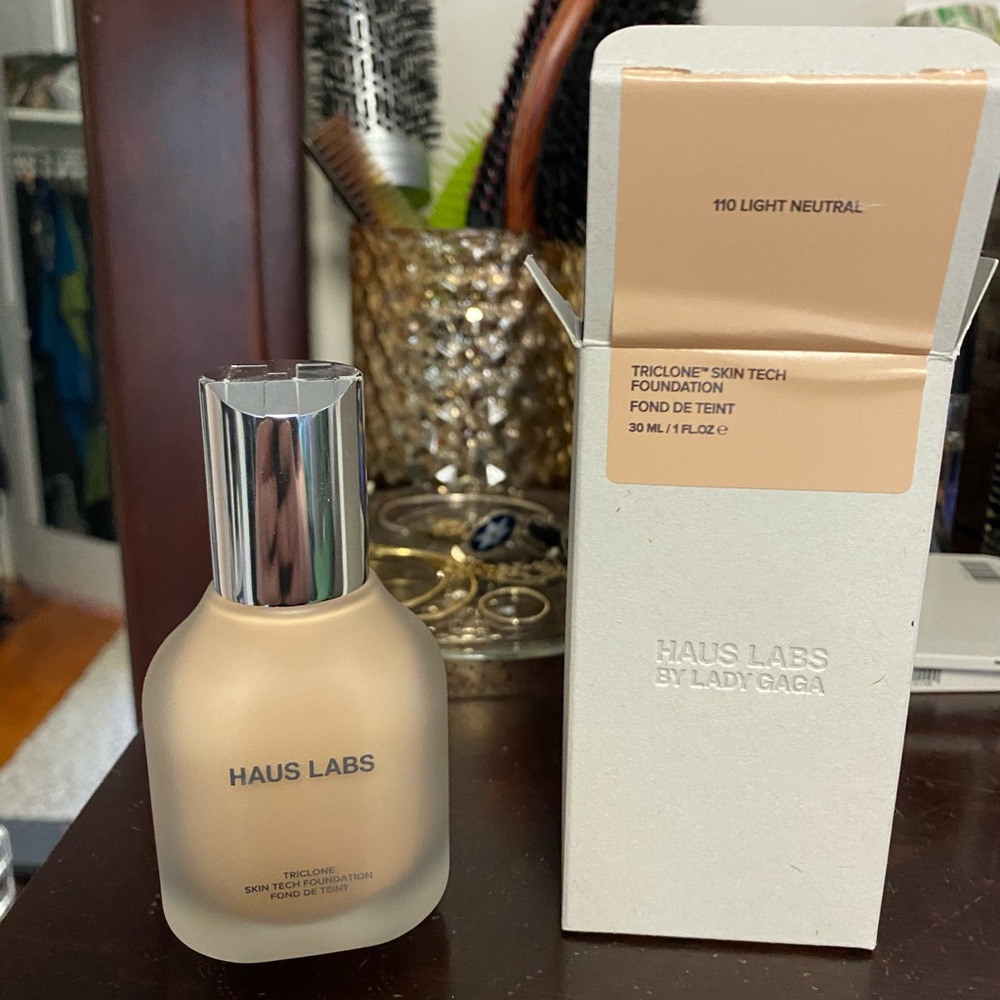 110 LIGHT NEUTRAL
TRICLONE™ SKIN TECH
FOUNDATION
FOND DE TEINT
30 ML / 1 FL.OZ ℮
HAUS LABS
BY LADY GAGA
HAUS LABS
TRICLONE
SKIN TECH FOUNDATION
FOND DE TEINT